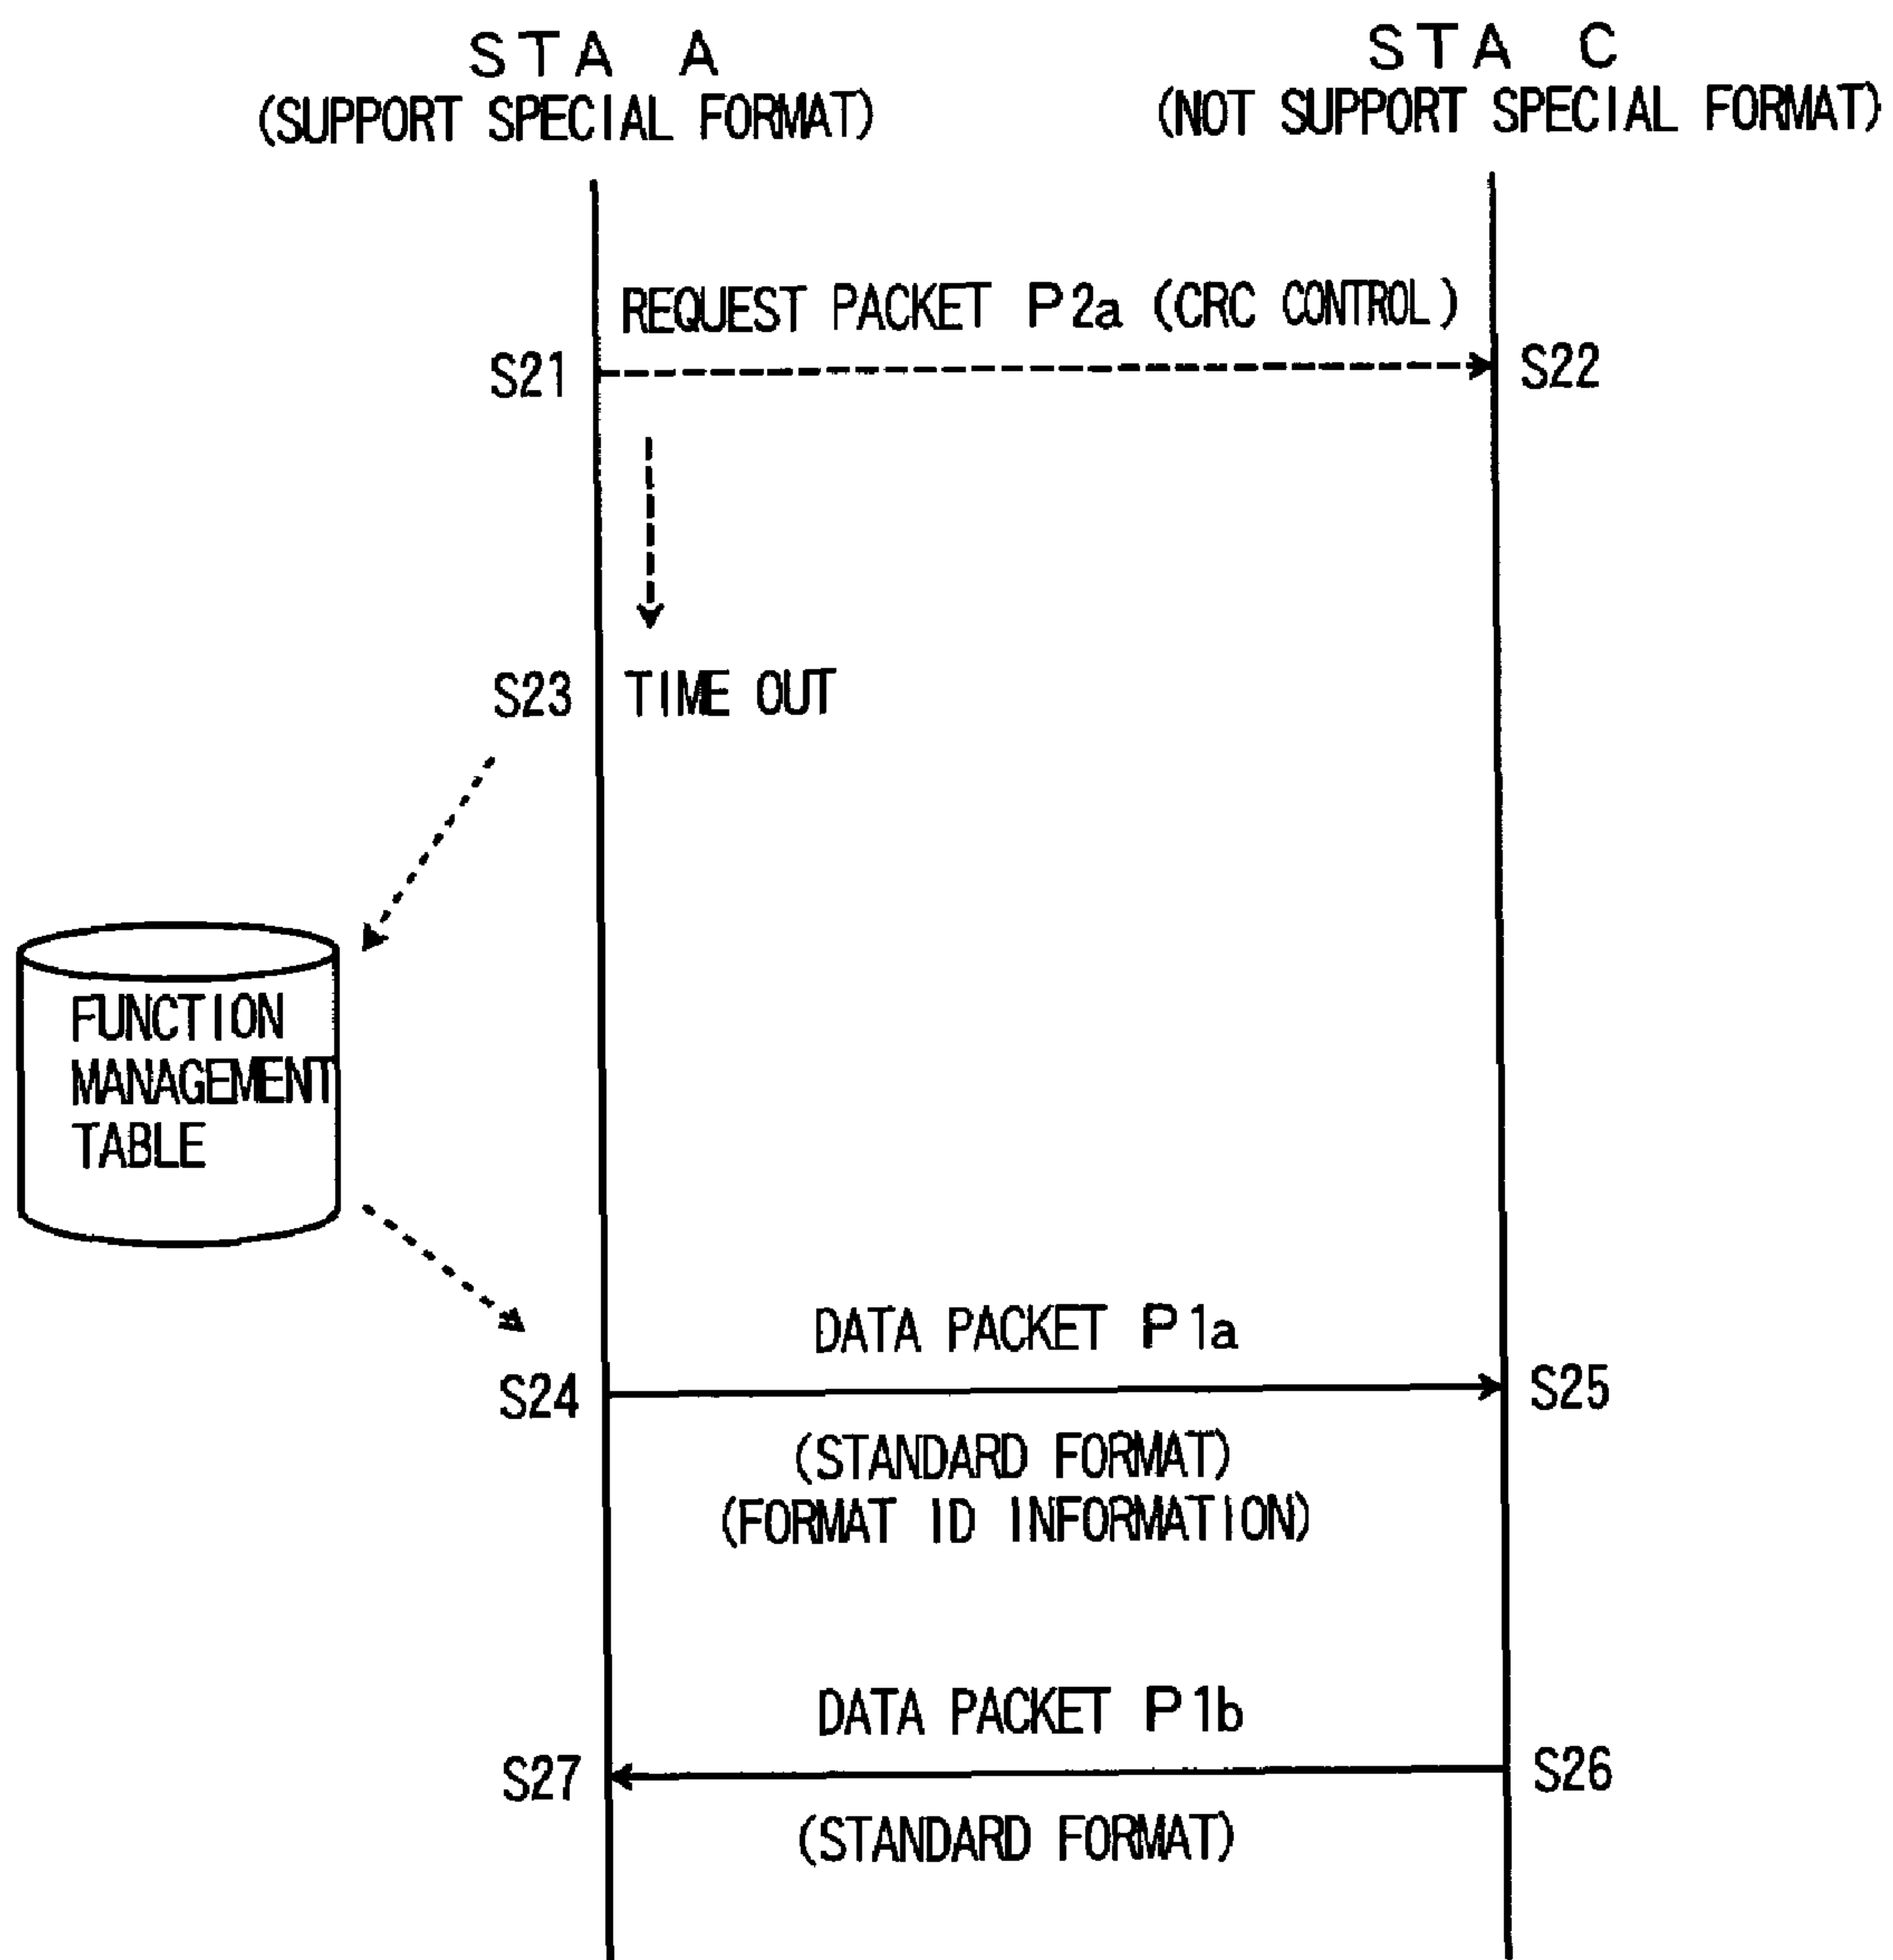 STA A
(SUPPORT SPECIAL FORMAT)
STA C
(NOT SUPPORT SPECIAL FORMAT)
REQUEST PACKET P2a (CRC CONTROL)
S21
S22
S23
TIME OUT
FUNCTION
MANAGEMENT
TABLE
DATA PACKET P1a
S24
S25
(STANDARD FORMAT)
(FORMAT ID INFORMATION)
DATA PACKET P1b
S27
S26
(STANDARD FORMAT)